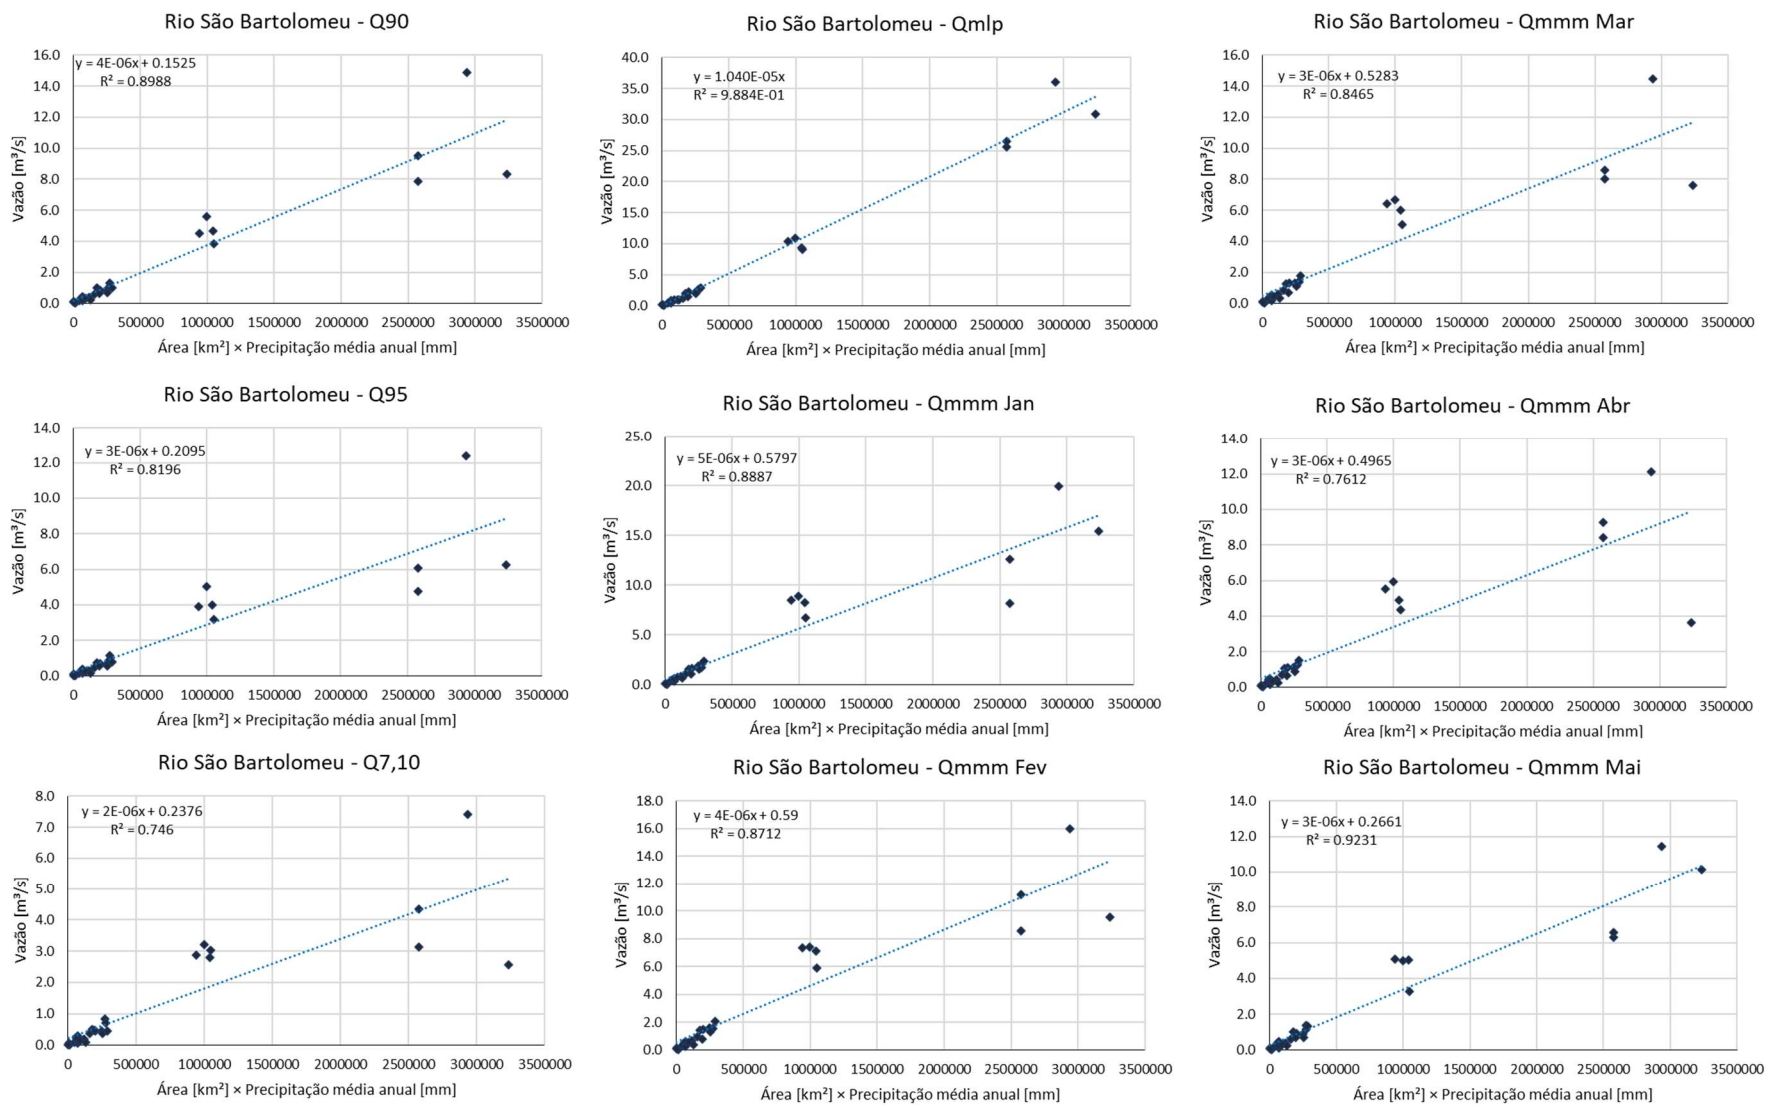 Rio São Bartolomeu - Q90
y = 4E-06x + 0.1525
R² = 0.8988
16.0
14.0
12.0
10.0
8.0
6.0
4.0
2.0
0.0
Vazão [m³/s]
0 500000 1000000 1500000 2000000 2500000 3000000 3500000
Área [km²] × Precipitação média anual [mm]
Rio São Bartolomeu - Qmlp
y = 1.040E-05x
R² = 9.884E-01
40.0
35.0
30.0
25.0
20.0
15.0
10.0
5.0
0.0
Vazão [m³/s]
0 500000 1000000 1500000 2000000 2500000 3000000 3500000
Área [km²] × Precipitação média anual [mm]
Rio São Bartolomeu - Qmmm Mar
y = 3E-06x + 0.5283
R² = 0.8465
16.0
14.0
12.0
10.0
8.0
6.0
4.0
2.0
0.0
Vazão [m³/s]
0 500000 1000000 1500000 2000000 2500000 3000000 3500000
Área [km²] × Precipitação média anual [mm]
Rio São Bartolomeu - Q95
y = 3E-06x + 0.2095
R² = 0.8196
14.0
12.0
10.0
8.0
6.0
4.0
2.0
0.0
Vazão [m³/s]
0 500000 1000000 1500000 2000000 2500000 3000000 3500000
Área [km²] × Precipitação média anual [mm]
Rio São Bartolomeu - Qmmm Jan
y = 5E-06x + 0.5797
R² = 0.8887
25.0
20.0
15.0
10.0
5.0
0.0
Vazão [m³/s]
0 500000 1000000 1500000 2000000 2500000 3000000 3500000
Área [km²] × Precipitação média anual [mm]
Rio São Bartolomeu - Qmmm Abr
y = 3E-06x + 0.4965
R² = 0.7612
14.0
12.0
10.0
8.0
6.0
4.0
2.0
0.0
Vazão [m³/s]
0 500000 1000000 1500000 2000000 2500000 3000000 3500000
Área [km²] × Precipitação média anual [mm]
Rio São Bartolomeu - Q7,10
y = 2E-06x + 0.2376
R² = 0.746
8.0
7.0
6.0
5.0
4.0
3.0
2.0
1.0
0.0
Vazão [m³/s]
0 500000 1000000 1500000 2000000 2500000 3000000 3500000
Área [km²] × Precipitação média anual [mm]
Rio São Bartolomeu - Qmmm Fev
y = 4E-06x + 0.59
R² = 0.8712
18.0
16.0
14.0
12.0
10.0
8.0
6.0
4.0
2.0
0.0
Vazão [m³/s]
0 500000 1000000 1500000 2000000 2500000 3000000 3500000
Área [km²] × Precipitação média anual [mm]
Rio São Bartolomeu - Qmmm Mai
y = 3E-06x + 0.2661
R² = 0.9231
14.0
12.0
10.0
8.0
6.0
4.0
2.0
0.0
Vazão [m³/s]
0 500000 1000000 1500000 2000000 2500000 3000000 3500000
Área [km²] × Precipitação média anual [mm]